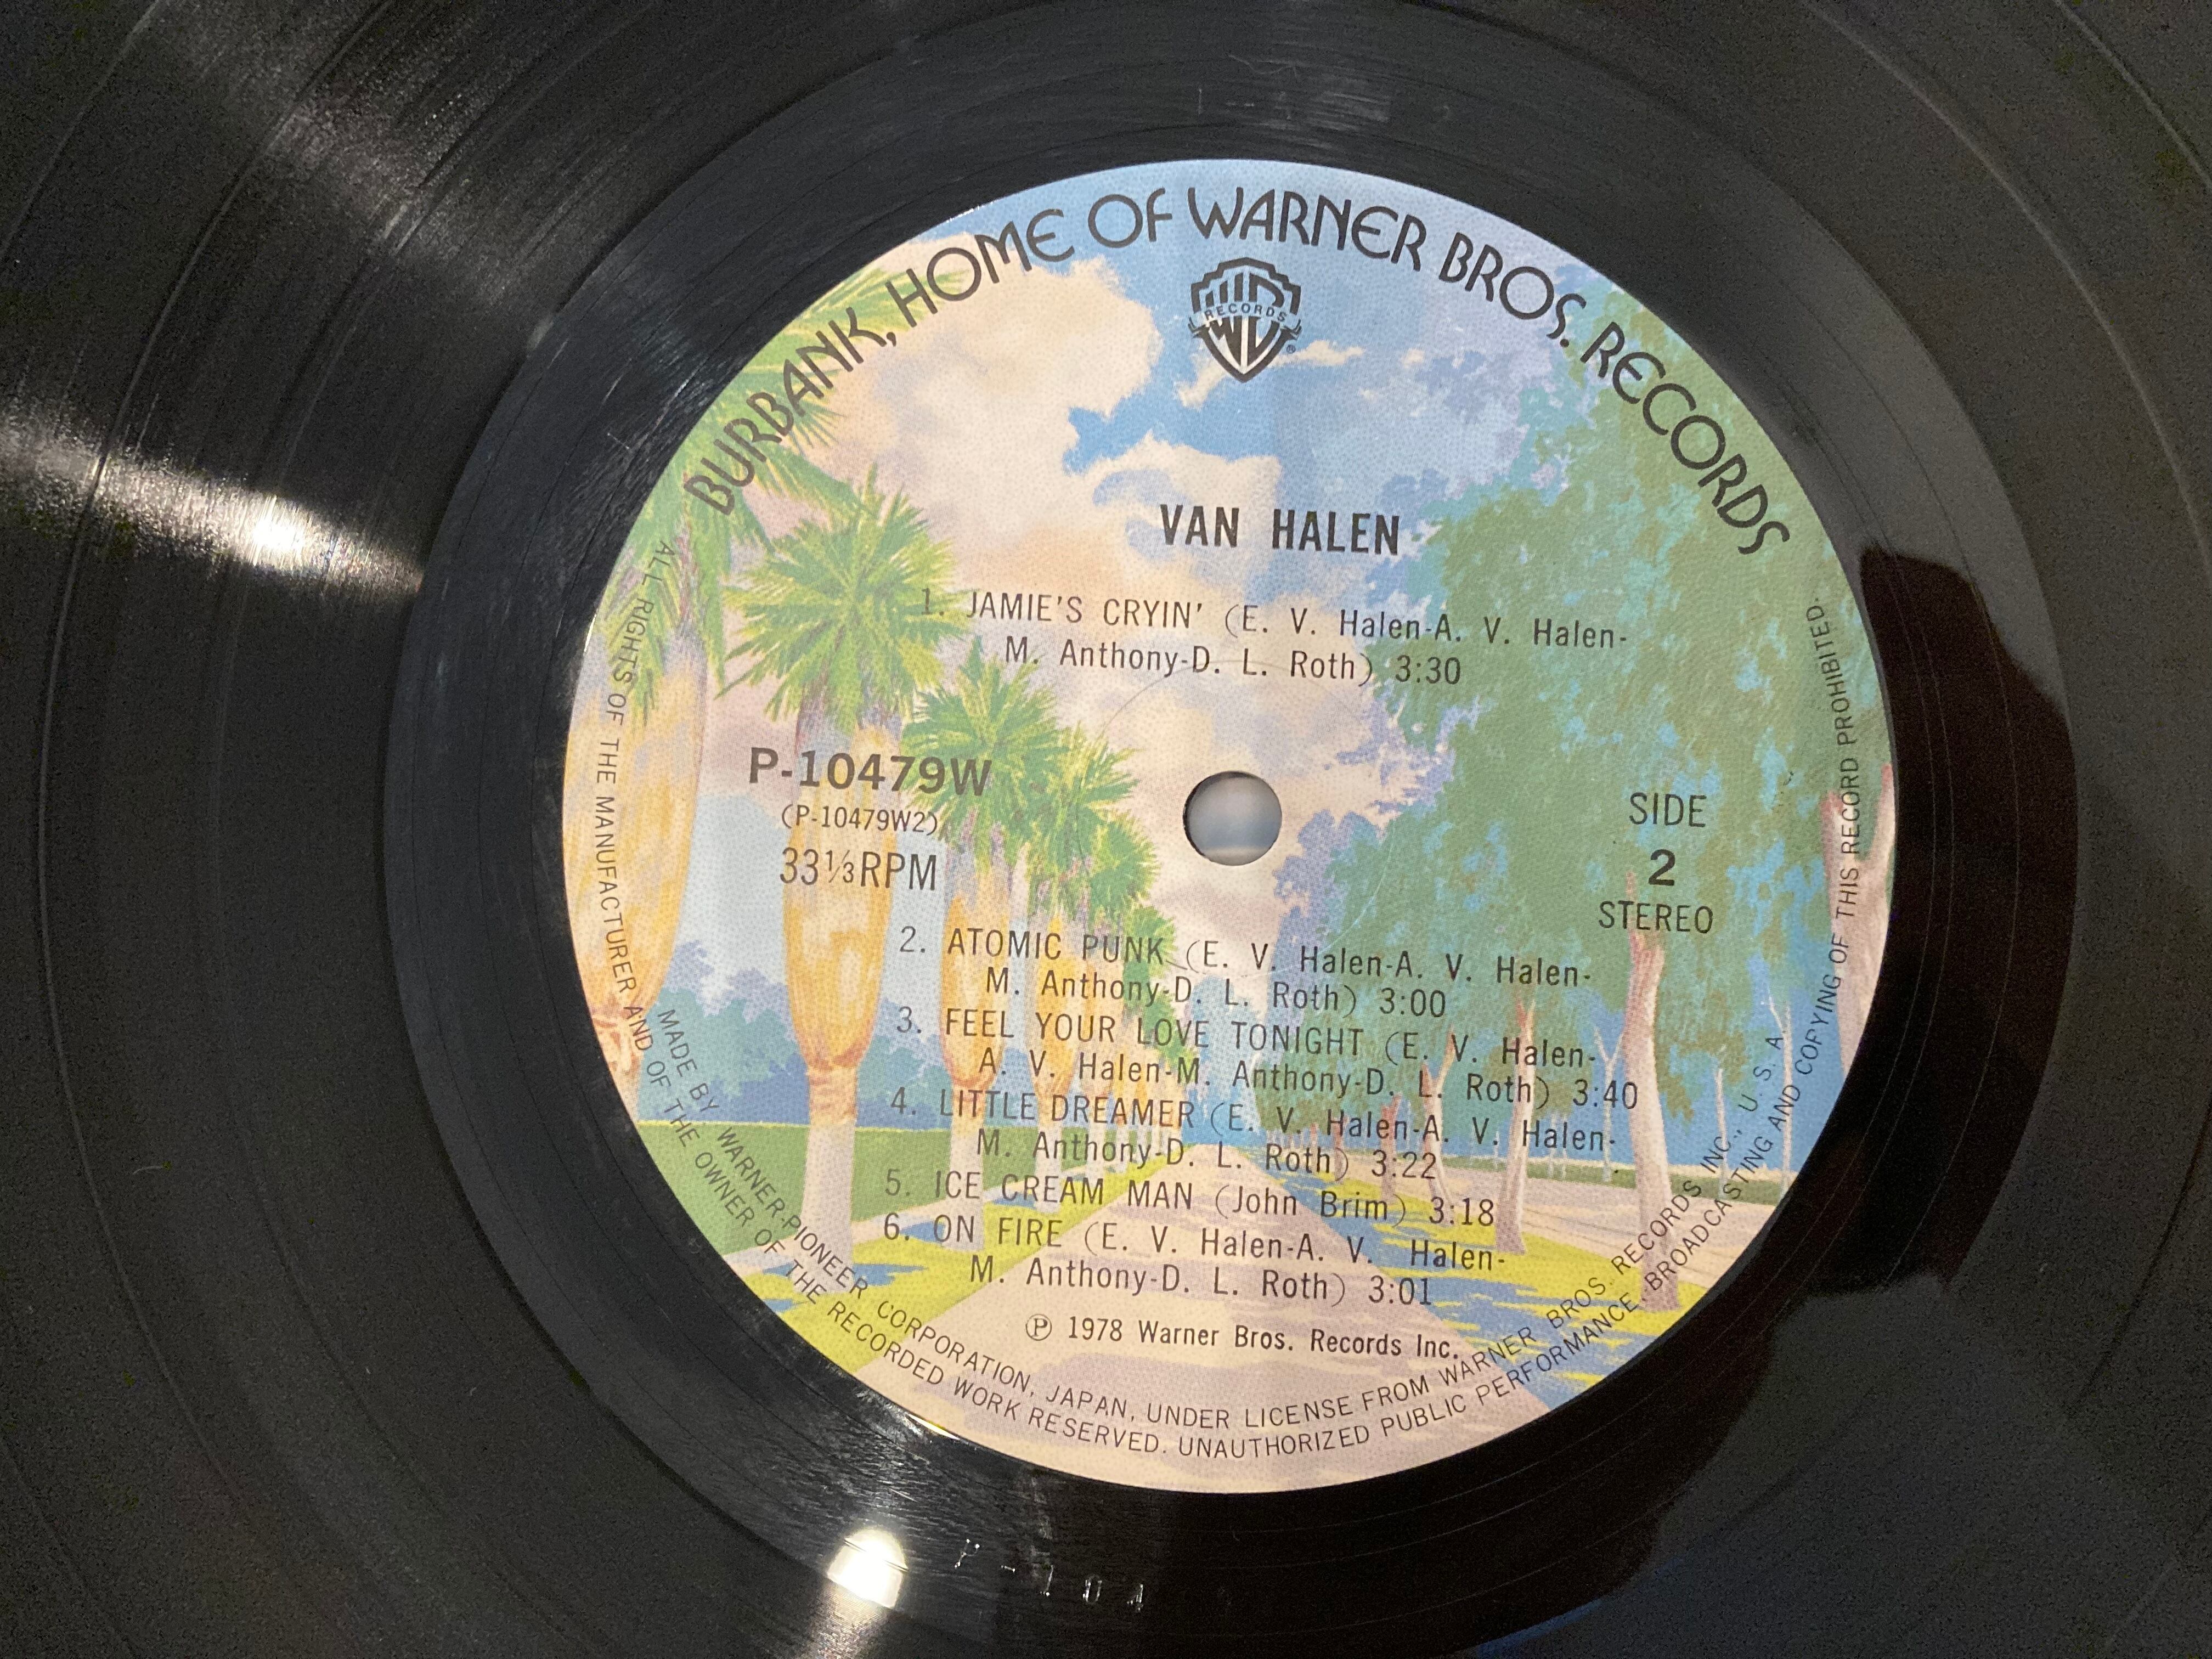 BURBANK, HOME OF WARNER BROS. RECORDS
RECORDS
VAN HALEN
1. JAMIE'S CRYIN' (E. V. Halen-A. V. Halen-
M. Anthony-D. L. Roth) 3:30
P-10479W
(P-10479W2)
33⅓RPM
SIDE
2
STEREO
2. ATOMIC PUNK (E. V. Halen-A. V. Halen-
M. Anthony-D. L. Roth) 3:00
3. FEEL YOUR LOVE TONIGHT (E. V. Halen-
A. V. Halen-M. Anthony-D. L. Roth) 3:40
4. LITTLE DREAMER (E. V. Halen-A. V. Halen-
M. Anthony-D. L. Roth) 3:22
5. ICE CREAM MAN (John Brim) 3:18
6. ON FIRE (E. V. Halen-A. V. Halen-
M. Anthony-D. L. Roth) 3:01
℗ 1978 Warner Bros. Records Inc.
MADE BY WARNER-PIONEER CORPORATION, JAPAN, UNDER LICENSE FROM WARNER BROS. RECORDS INC., U.S.A.
ALL RIGHTS OF THE MANUFACTURER AND OF THE OWNER OF THE RECORDED WORK RESERVED. UNAUTHORIZED PUBLIC PERFORMANCE, BROADCASTING AND COPYING OF THIS RECORD PROHIBITED.